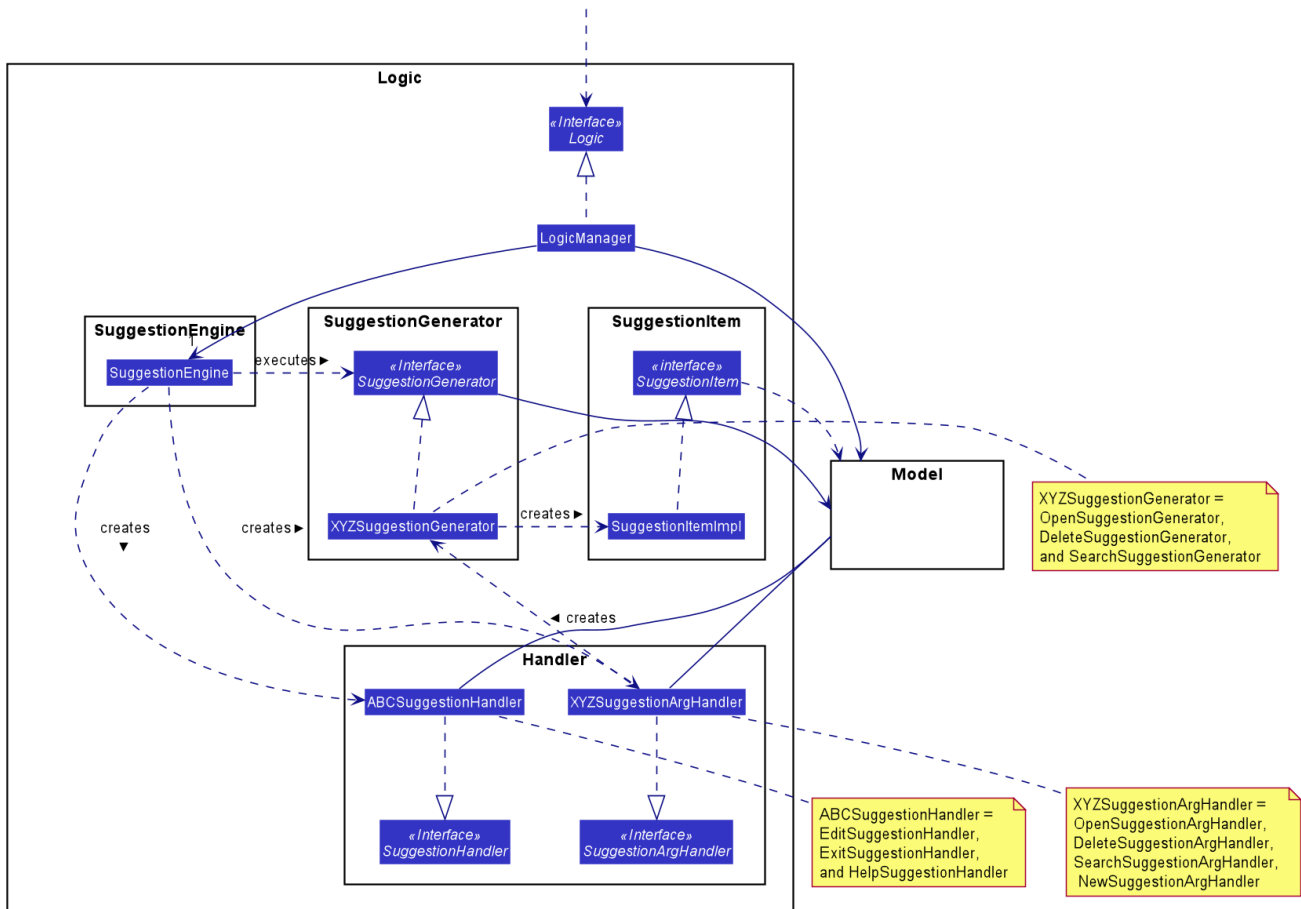 Logic
«Interface»
Logic
LogicManager
SuggestionEngine
1
SuggestionEngine
executes ►
SuggestionGenerator
«Interface»
SuggestionGenerator
SuggestionItem
«interface»
SuggestionItem
Model
XYZSuggestionGenerator =
OpenSuggestionGenerator,
DeleteSuggestionGenerator,
and SearchSuggestionGenerator
creates
▼
creates ►
XYZSuggestionGenerator
creates ►
SuggestionItemImpl
◄ creates
Handler
ABCSuggestionHandler
XYZSuggestionArgHandler
«Interface»
SuggestionHandler
«Interface»
SuggestionArgHandler
ABCSuggestionHandler =
EditSuggestionHandler,
ExitSuggestionHandler,
and HelpSuggestionHandler
XYZSuggestionArgHandler =
OpenSuggestionArgHandler,
DeleteSuggestionArgHandler,
SearchSuggestionArgHandler,
NewSuggestionArgHandler